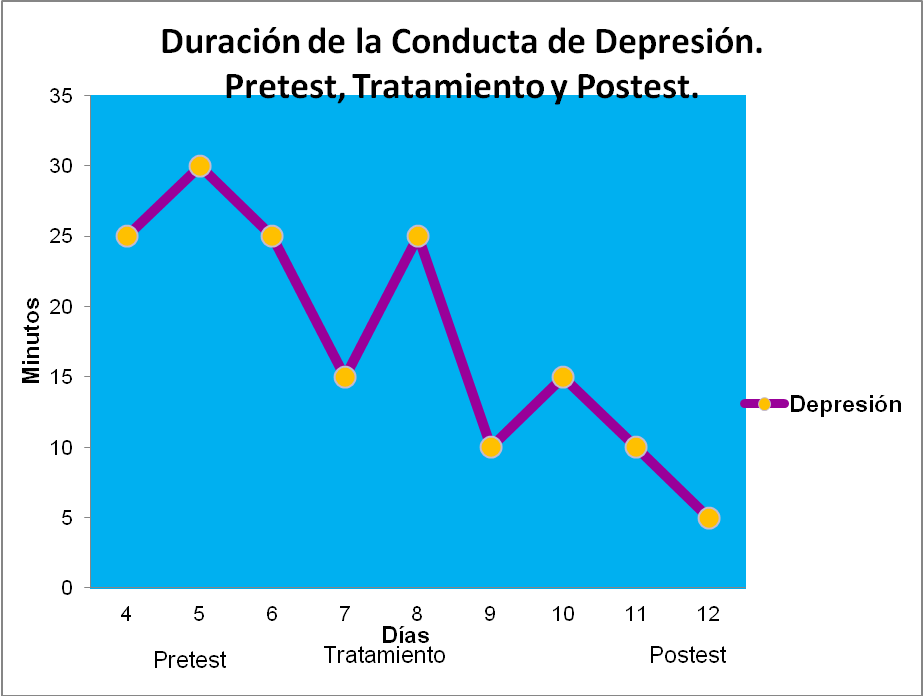 Duración de la Conducta de Depresión.
Pretest, Tratamiento y Postest.
35
30
25
20
15
10
5
0
Minutos
Depresión
4 5 6 7 8 9 10 11 12
Días
Pretest Tratamiento Postest